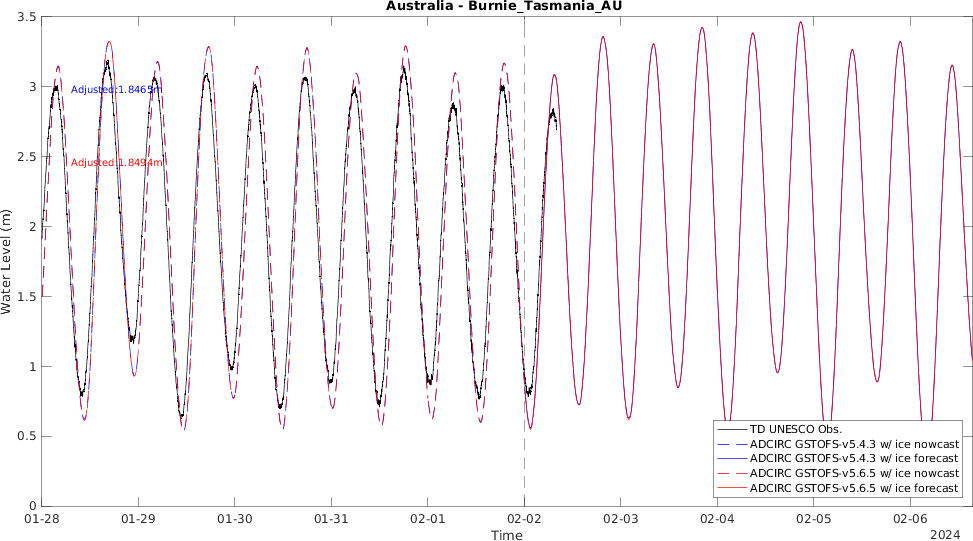 Australia - Burnie_Tasmania_AU
3.5
3
2.5
2
1.5
1
0.5
0
Water Level (m)
Adjusted:1.8465m
Adjusted:1.8494m
TD UNESCO Obs.
ADCIRC GSTOFS-v5.4.3 w/ ice nowcast
ADCIRC GSTOFS-v5.4.3 w/ ice forecast
ADCIRC GSTOFS-v5.6.5 w/ ice nowcast
ADCIRC GSTOFS-v5.6.5 w/ ice forecast
01-28 01-29 01-30 01-31 02-01 02-02 02-03 02-04 02-05 02-06
Time
2024